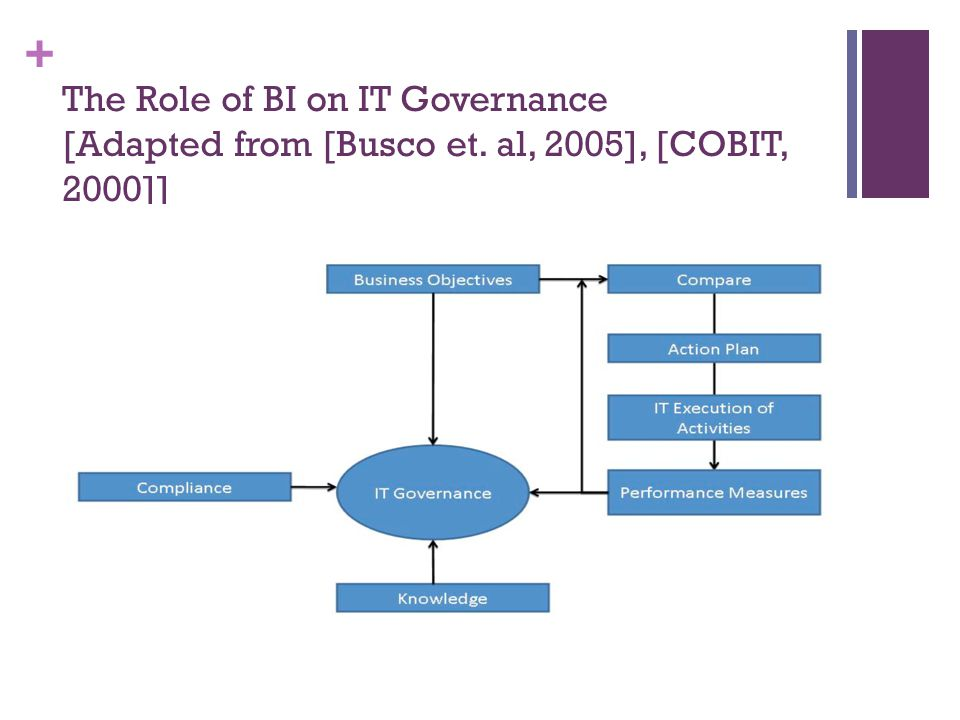 +
The Role of BI on IT Governance
[Adapted from [Busco et. al, 2005], [COBIT,
2000]]
Business Objectives
Compare
Action Plan
IT Execution of
Activities
Compliance
IT Governance
Performance Measures
Knowledge